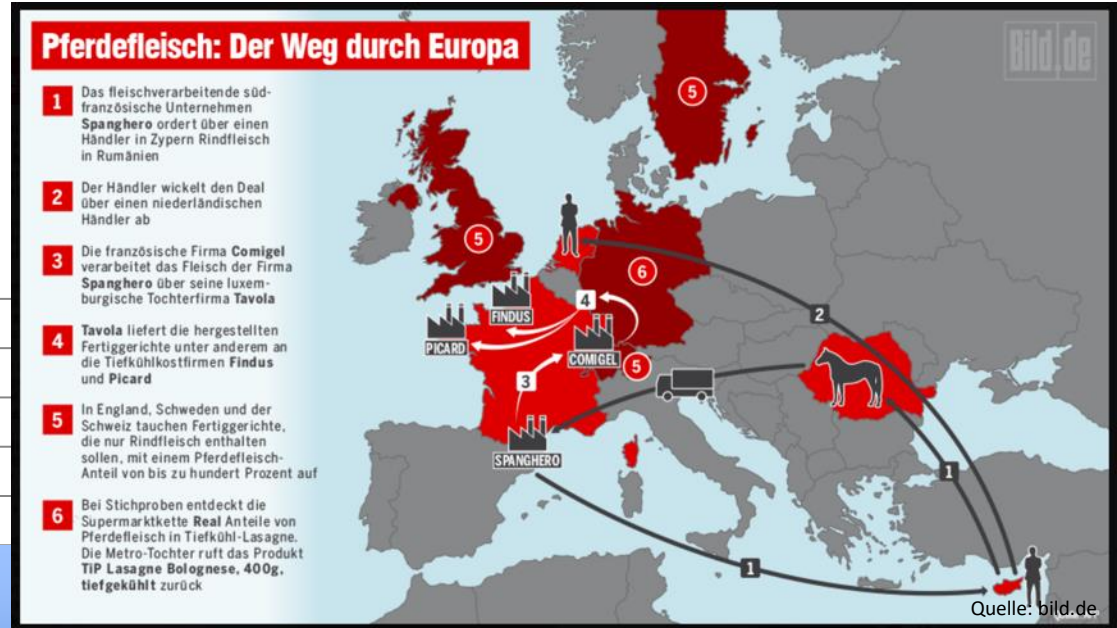 Pferdefleisch: Der Weg durch Europa
Bild.de
1
Das fleischverarbeitende süd-
französische Unternehmen
Spanghero ordert über einen
Händler in Zypern Rindfleisch
in Rumänien
2
Der Händler wickelt den Deal
über einen niederländischen
Händler ab
3
Die französische Firma Comigel
verarbeitet das Fleisch der Firma
Spanghero über seine luxem-
burgische Tochterfirma Tavola
4
Tavola liefert die hergestellten
Fertiggerichte unter anderem an
die Tiefkühlkostfirmen Findus
und Picard
5
In England, Schweden und der
Schweiz tauchen Fertiggerichte,
die nur Rindfleisch enthalten
sollen, mit einem Pferdefleisch-
Anteil von bis zu hundert Prozent auf
6
Bei Stichproben entdeckt die
Supermarktkette Real Anteile von
Pferdefleisch in Tiefkühl-Lasagne.
Die Metro-Tochter ruft das Produkt
TiP Lasagne Bolognese, 400g,
tiefgekühlt zurück
5
5
6
4
2
FINDUS
PICARD
COMIGEL
5
3
SPANGHERO
1
1
Quelle: bild.de